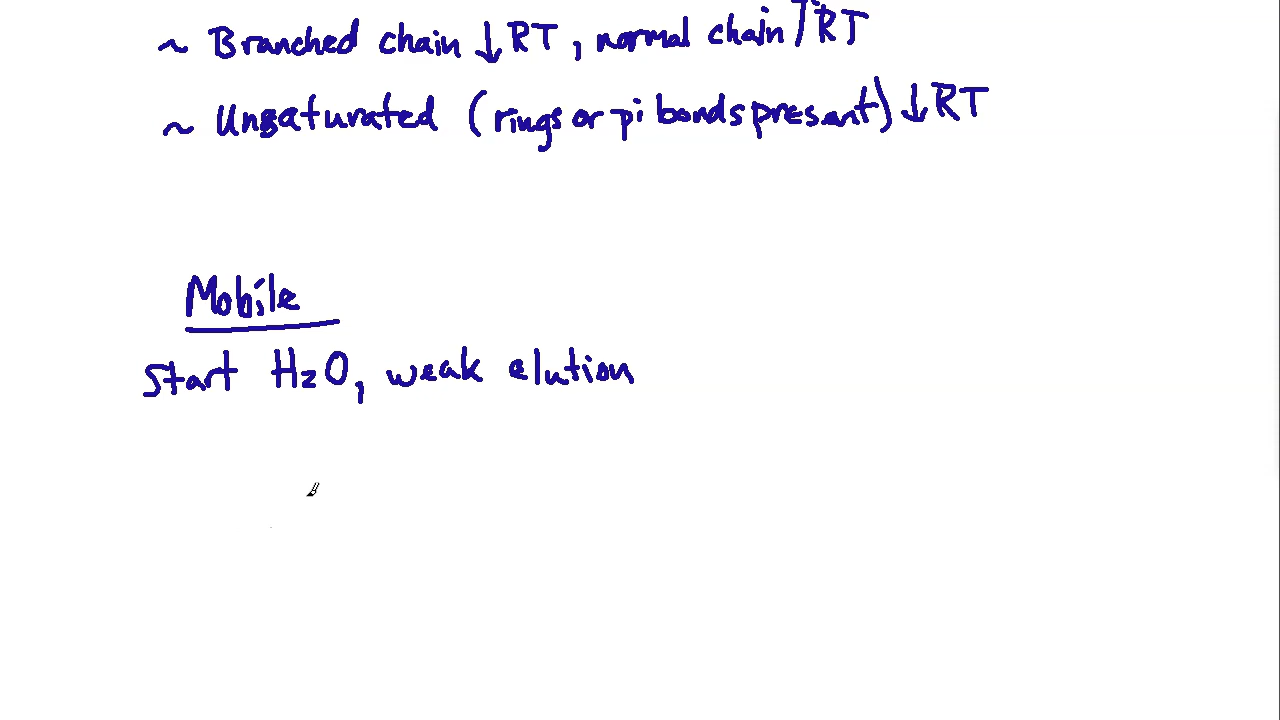 ~ Branched chain ↓ RT, normal chain ↑ RT
~ Unsaturated (rings or pi bonds present) ↓ RT
Mobile
Start H2O, weak elution